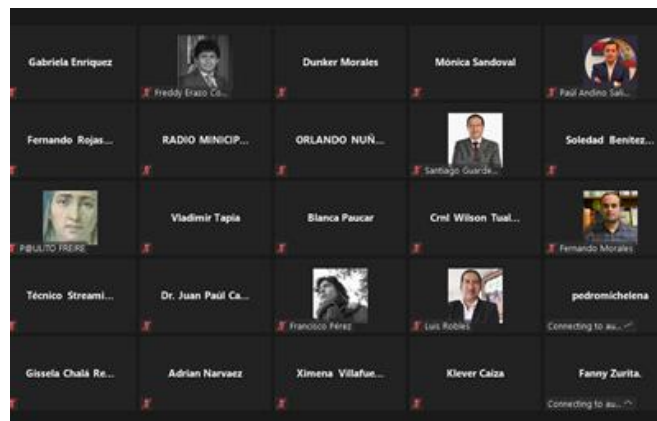 Gabriela Enriquez
Freddy Erazo Co...
Dunker Morales
Mónica Sandoval
Paúl Andino Sali...
Fernando Rojas...
RADIO MINICIP...
ORLANDO NUÑ...
Santiago Guarde...
Soledad Benitez...
P@ULITO FREIRE
Vladimir Tapia
Blanca Paucar
Crnl Wilson Tual...
Fernando Morales
Técnico Streami...
Dr. Juan Paúl Ca...
Francisco Pérez
Luis Robles
pedromichelena
Connecting to au...
Gissela Chalá Re...
Adrian Narvaez
Ximena Villafue...
Klever Caiza
Fanny Zurita.
Connecting to au...